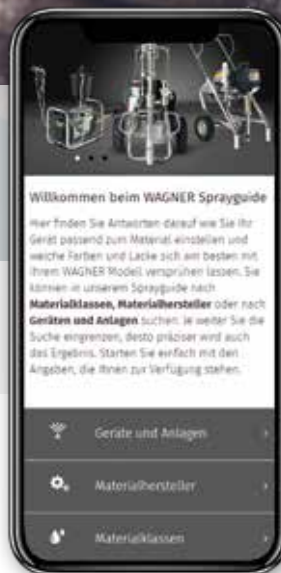 Willkommen beim WAGNER Sprayguide
Hier finden Sie Antworten darauf wie Sie Ihr
Gerät passend zum Material einstellen und
welche Farben und Lacke sich am besten mit
Ihrem WAGNER Modell versprühen lassen. Sie
können in unserem Sprayguide nach
Materialklassen, Materialhersteller oder nach
Geräten und Anlagen suchen. Je weiter Sie die
Suche eingrenzen, desto präziser wird auch
das Ergebnis. Starten Sie einfach mit den
Angaben, die Ihnen zur Verfügung stehen.
Geräte und Anlagen
Materialhersteller
Materialklassen